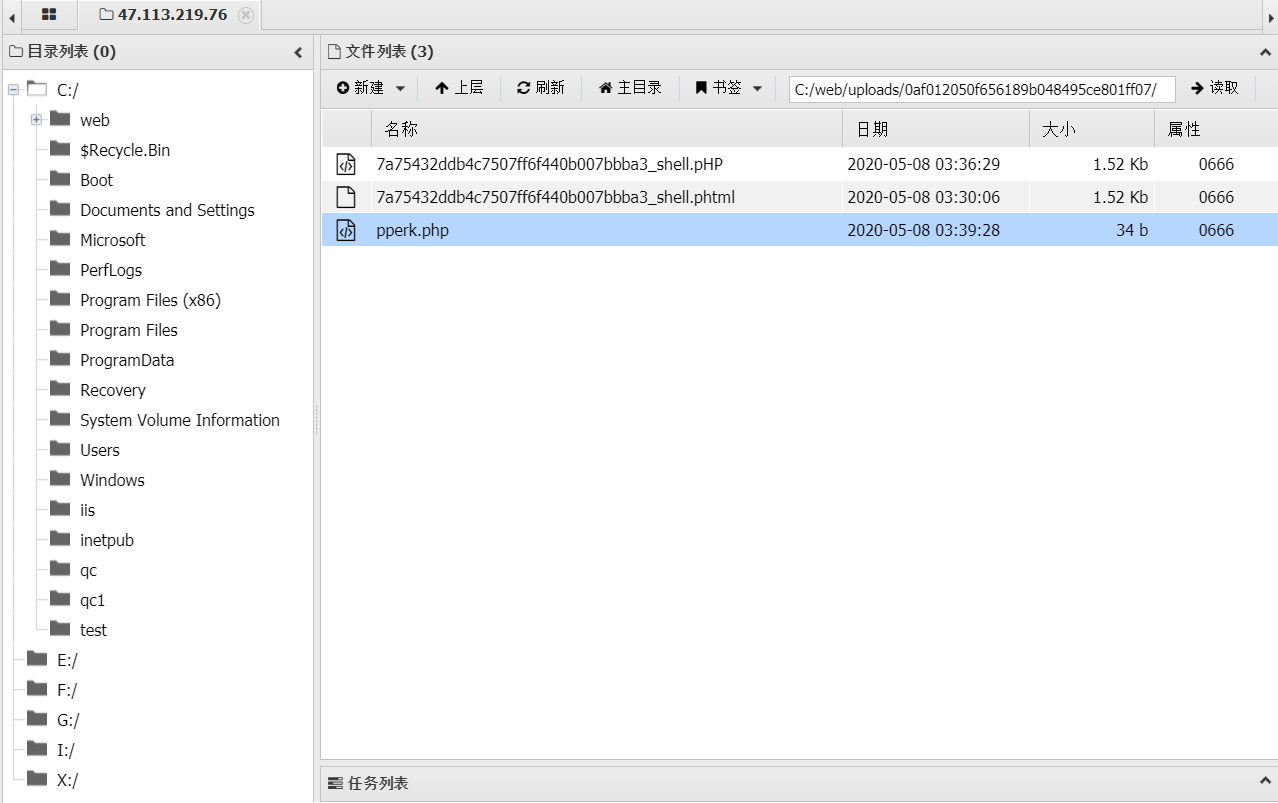 47.113.219.76
目录列表 (0)
C:/
web
$Recycle.Bin
Boot
Documents and Settings
Microsoft
PerfLogs
Program Files (x86)
Program Files
ProgramData
Recovery
System Volume Information
Users
Windows
iis
inetpub
qc
qc1
test
E:/
F:/
G:/
I:/
X:/
文件列表 (3)
新建 上层 刷新 主目录 书签 C:/web/uploads/0af012050f656189b048495ce801ff07/ 读取
名称 日期 大小 属性
7a75432ddb4c7507ff6f440b007bbba3_shell.pHP 2020-05-08 03:36:29 1.52 Kb 0666
7a75432ddb4c7507ff6f440b007bbba3_shell.phtml 2020-05-08 03:30:06 1.52 Kb 0666
pperk.php 2020-05-08 03:39:28 34 b 0666
任务列表